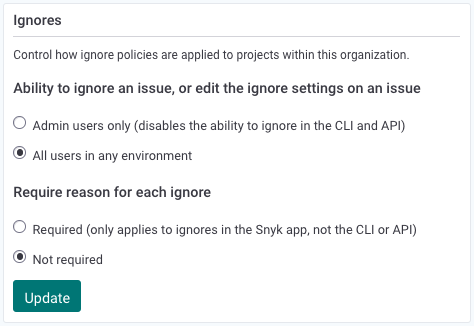 Ignores
Control how ignore policies are applied to projects within this organization.
Ability to ignore an issue, or edit the ignore settings on an issue
Admin users only (disables the ability to ignore in the CLI and API)
All users in any environment
Require reason for each ignore
Required (only applies to ignores in the Snyk app, not the CLI or API)
Not required
Update